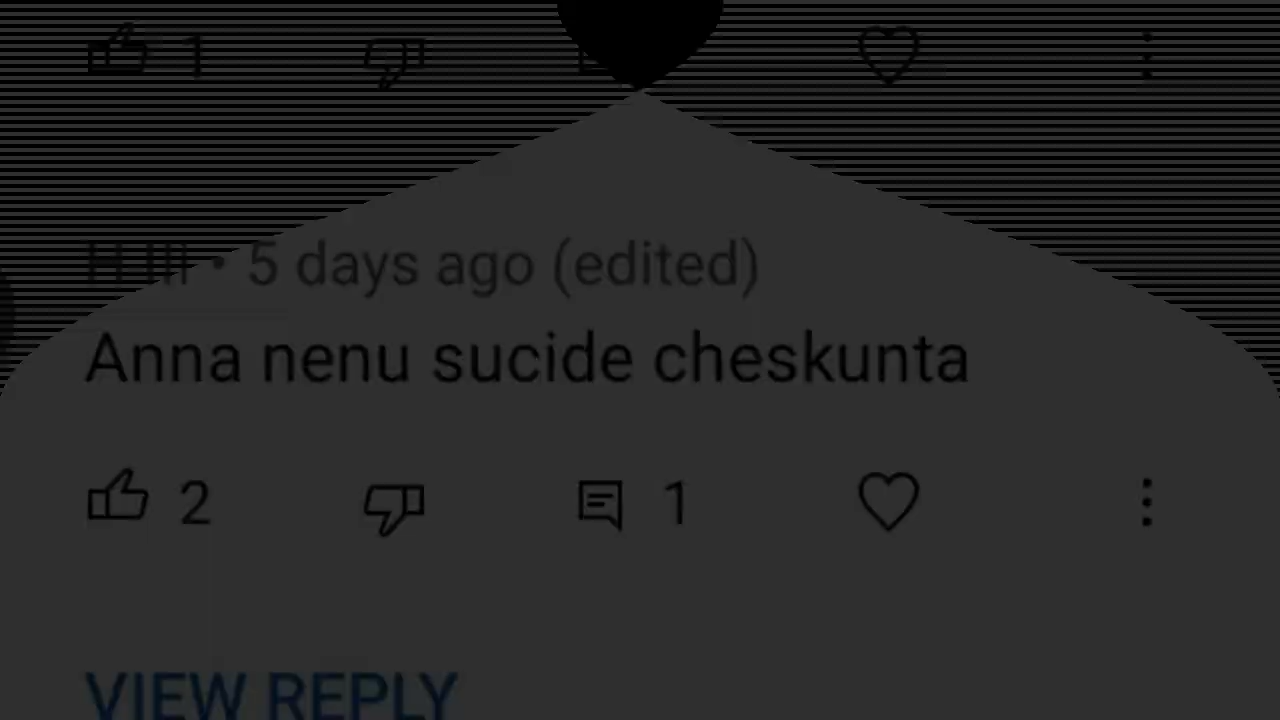 1
5 days ago (edited)
Anna nenu sucide cheskunta
2 1
VIEW REPLY